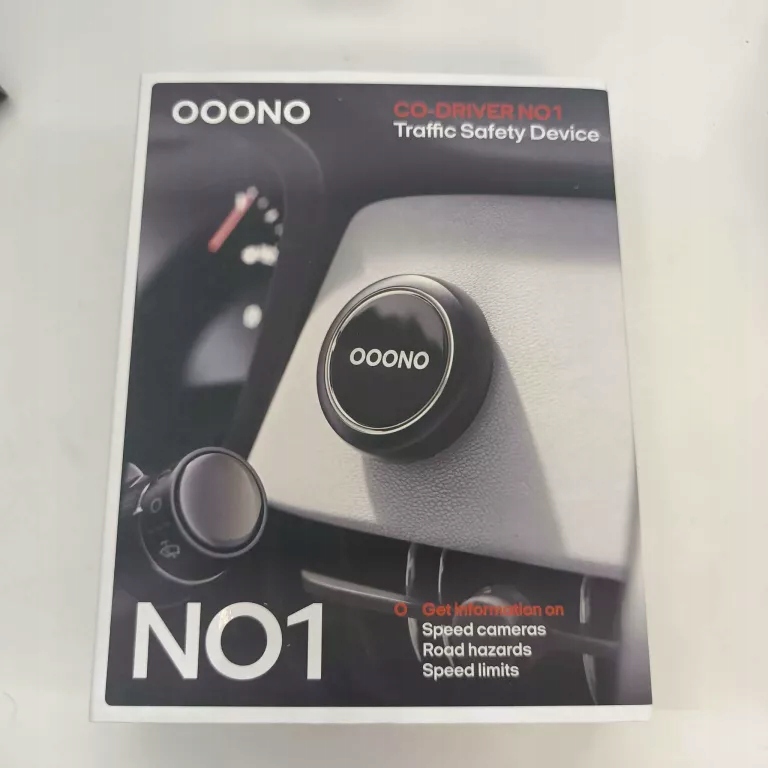 OOONO
CO-DRIVER NO1
Traffic Safety Device
OOONO
NO1
O Get information on
Speed cameras
Road hazards
Speed limits